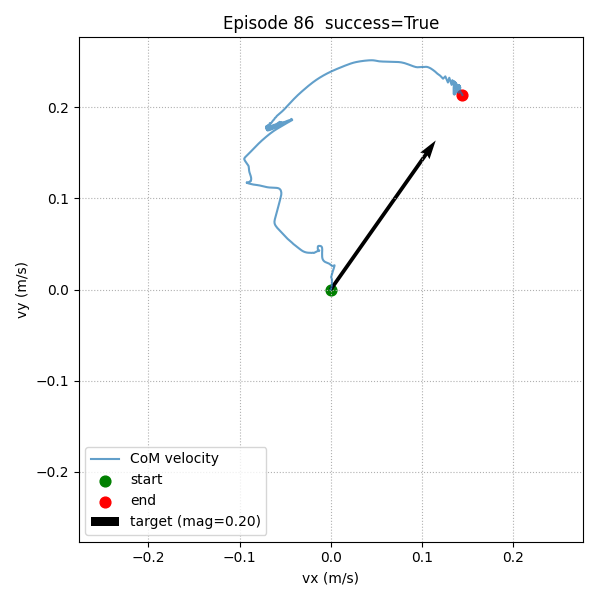 Episode 86  success=True
vy (m/s)
0.2
0.1
0.0
−0.1
−0.2
CoM velocity
start
end
target (mag=0.20)
−0.2
−0.1
0.0
0.1
0.2
vx (m/s)